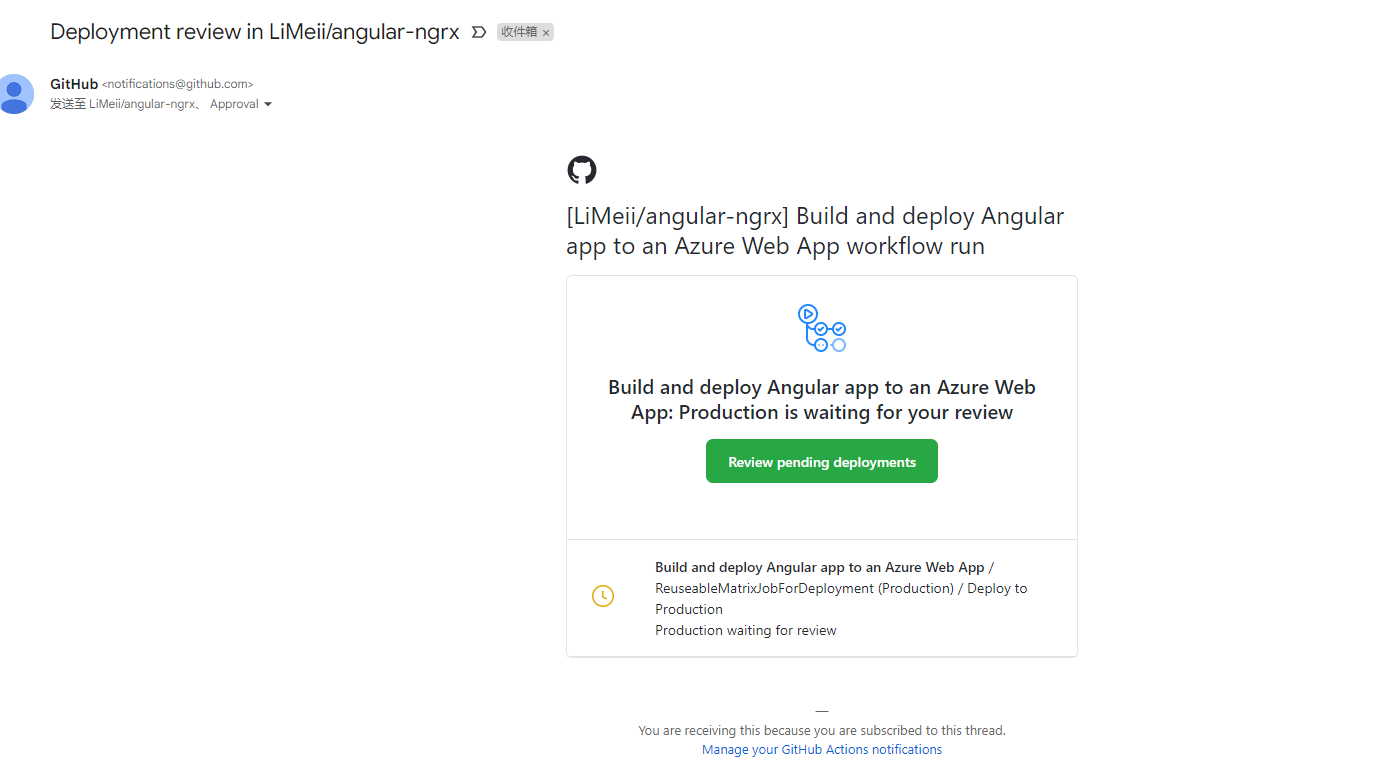 Deployment review in LiMeii/angular-ngrx 收件箱 ×
GitHub <notifications@github.com>
发送至 LiMeii/angular-ngrx、 Approval
[LiMeii/angular-ngrx] Build and deploy Angular
app to an Azure Web App workflow run
Build and deploy Angular app to an Azure Web
App: Production is waiting for your review
Review pending deployments
Build and deploy Angular app to an Azure Web App /
ReuseableMatrixJobForDeployment (Production) / Deploy to
Production
Production waiting for review
—
You are receiving this because you are subscribed to this thread.
Manage your GitHub Actions notifications